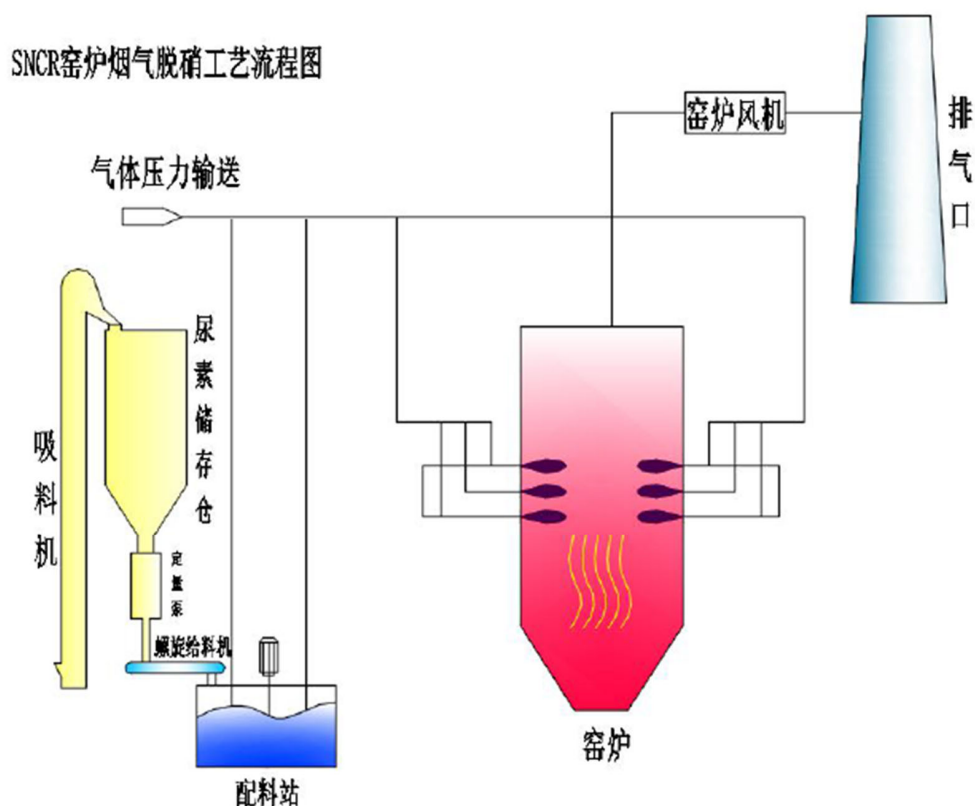 SNCR窑炉烟气脱硝工艺流程图
窑炉风机
排气口
气体压力输送
尿素储存仓
吸料机
定量泵
螺旋给料机
窑炉
配料站